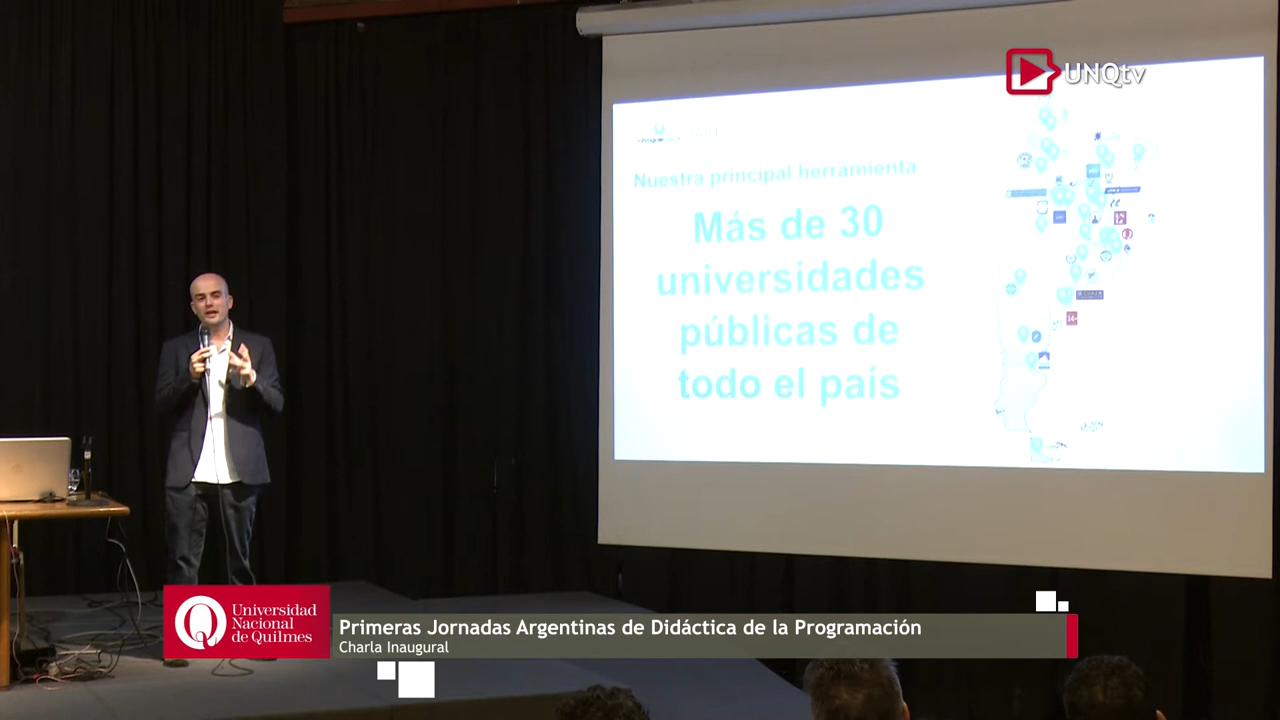 UNQtv
Nuestra principal herramienta
Más de 30
universidades
públicas de
todo el país
Universidad
Nacional
de Quilmes
Primeras Jornadas Argentinas de Didáctica de la Programación
Charla Inaugural